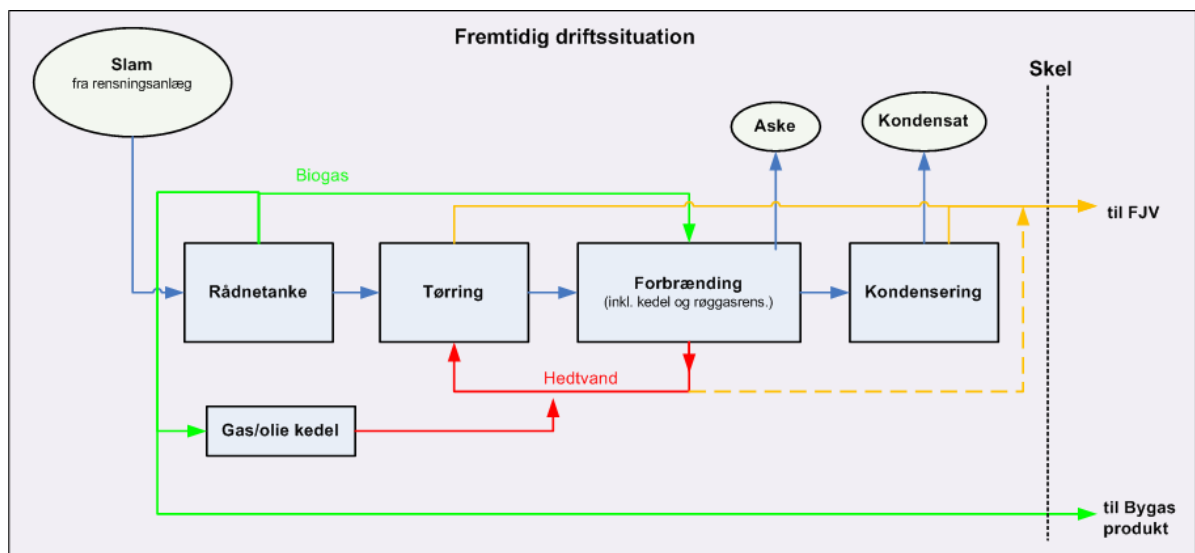 Fremtidig driftssituation
Slam
fra rensningsanlæg
Skel
Aske
Kondensat
Biogas
til FJV
Rådnetanke
Tørring
Forbrænding
(inkl. kedel og røggasrens.)
Kondensering
Hedtvand
Gas/olie kedel
til Bygas
produkt